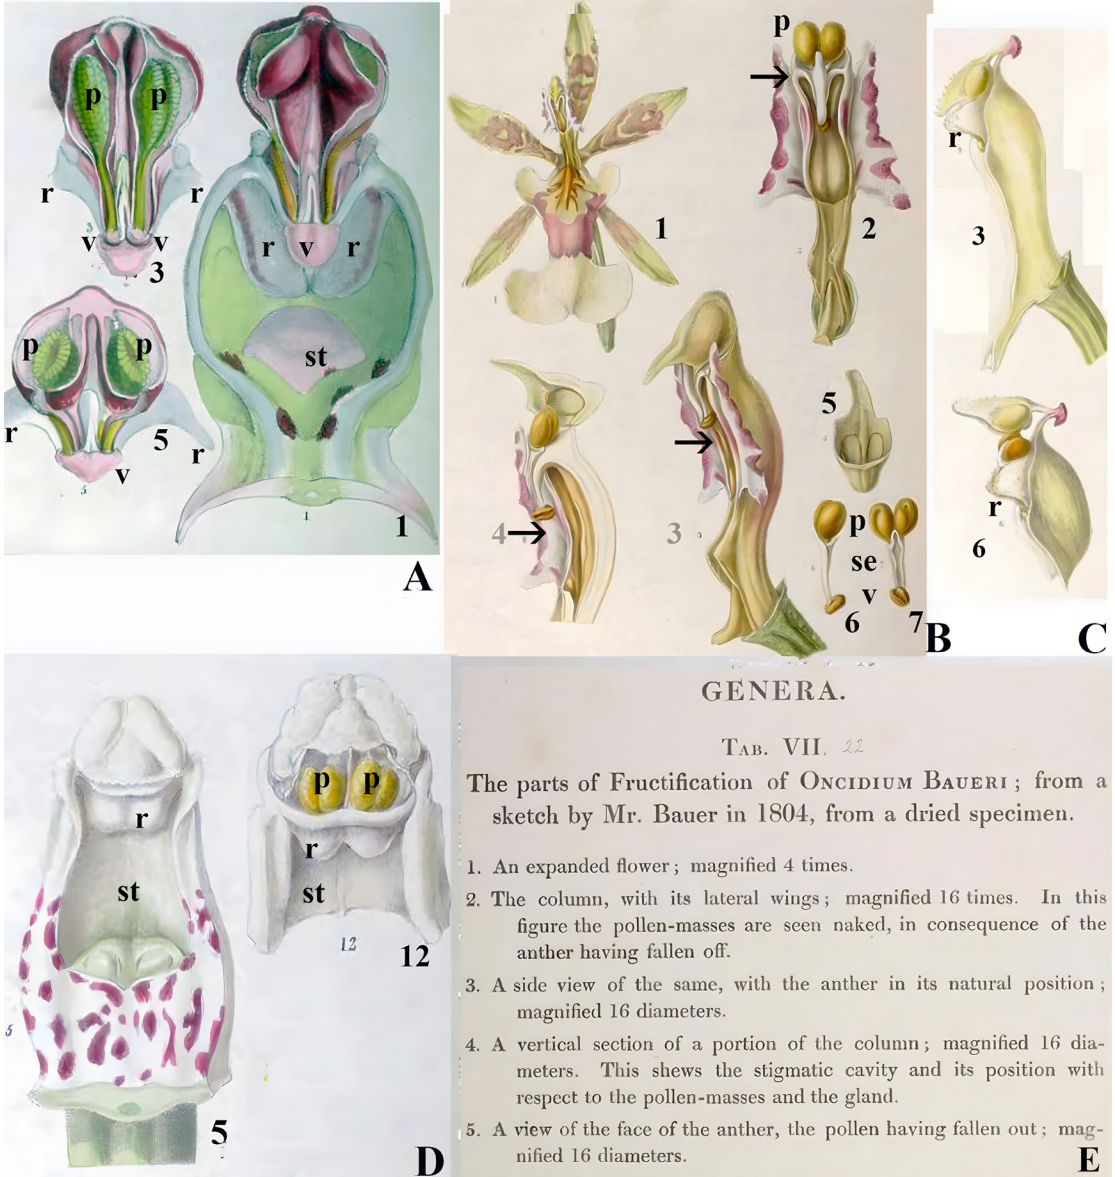 p
p
r
r
v
v
3
3
r
v
r
st
1
1
p
p
r
r
5
v
5
A
p
1
1
2
3
4
5
p
se
v
6
7
B
r
3
r
6
C
r
st
5
5
D
p
p
r
st
12
12
GENERA.
TAB. VII. 22
The parts of Fructification of ONCIDIUM BAUERI; from a
sketch by Mr. Bauer in 1804, from a dried specimen.
1. An expanded flower; magnified 4 times.
2. The column, with its lateral wings; magnified 16 times. In this
figure the pollen-masses are seen naked, in consequence of the
anther having fallen off.
3. A side view of the same, with the anther in its natural position;
magnified 16 diameters.
4. A vertical section of a portion of the column; magnified 16 dia-
meters. This shews the stigmatic cavity and its position with
respect to the pollen-masses and the gland.
5. A view of the face of the anther, the pollen having fallen out; mag-
nified 16 diameters.
E